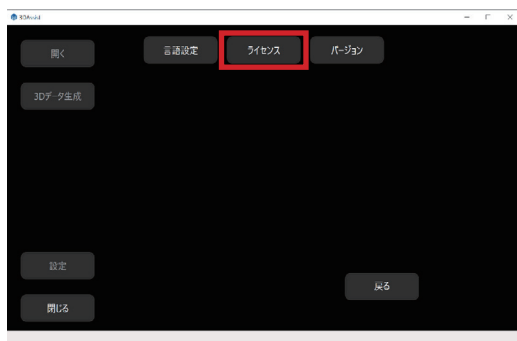 3DAssist
開く
言語設定
ライセンス
バージョン
3Dデータ生成
設定
戻る
閉じる